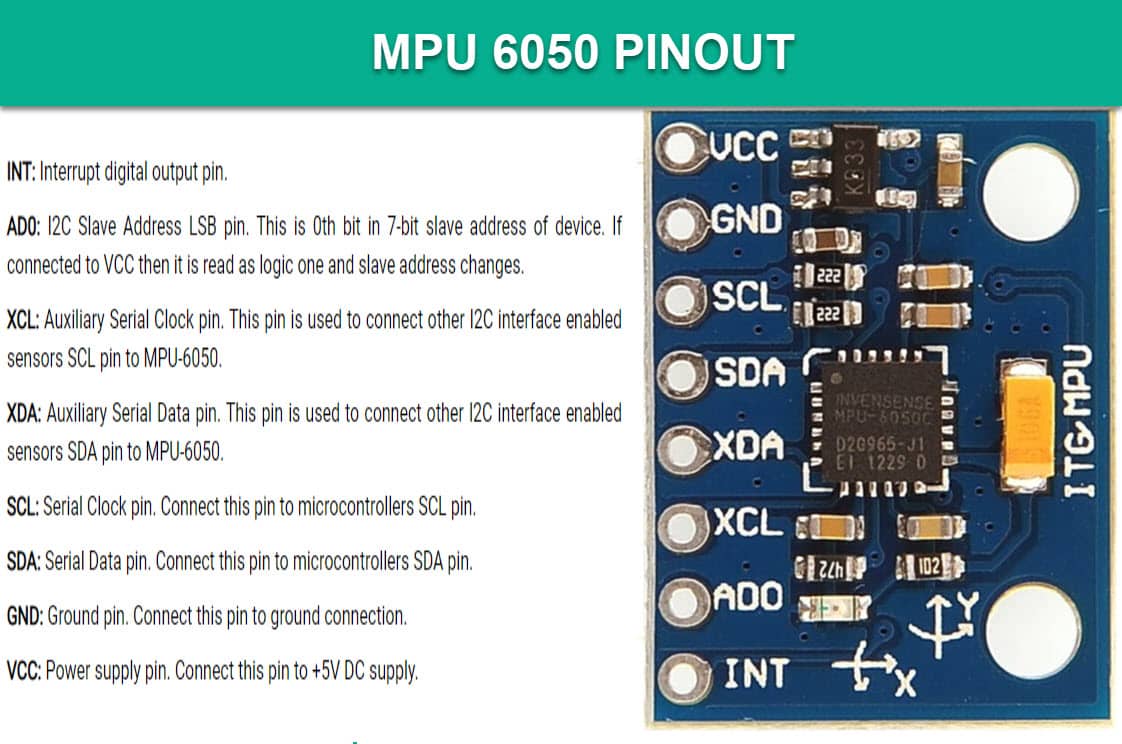 MPU 6050 PINOUT
INT: Interrupt digital output pin.
AD0: I2C Slave Address LSB pin. This is 0th bit in 7-bit slave address of device. If
connected to VCC then it is read as logic one and slave address changes.
XCL: Auxiliary Serial Clock pin. This pin is used to connect other I2C interface enabled
sensors SCL pin to MPU-6050.
XDA: Auxiliary Serial Data pin. This pin is used to connect other I2C interface enabled
sensors SDA pin to MPU-6050.
SCL: Serial Clock pin. Connect this pin to microcontrollers SCL pin.
SDA: Serial Data pin. Connect this pin to microcontrollers SDA pin.
GND: Ground pin. Connect this pin to ground connection.
VCC: Power supply pin. Connect this pin to +5V DC supply.
VCC
GND
SCL
SDA
XDA
XCL
ADO
INT
KB33
222
222
INVENSENSE
MPU-6050C
D20965-J1
EI 1229 D
472
102
ITG/MPU
Y
X